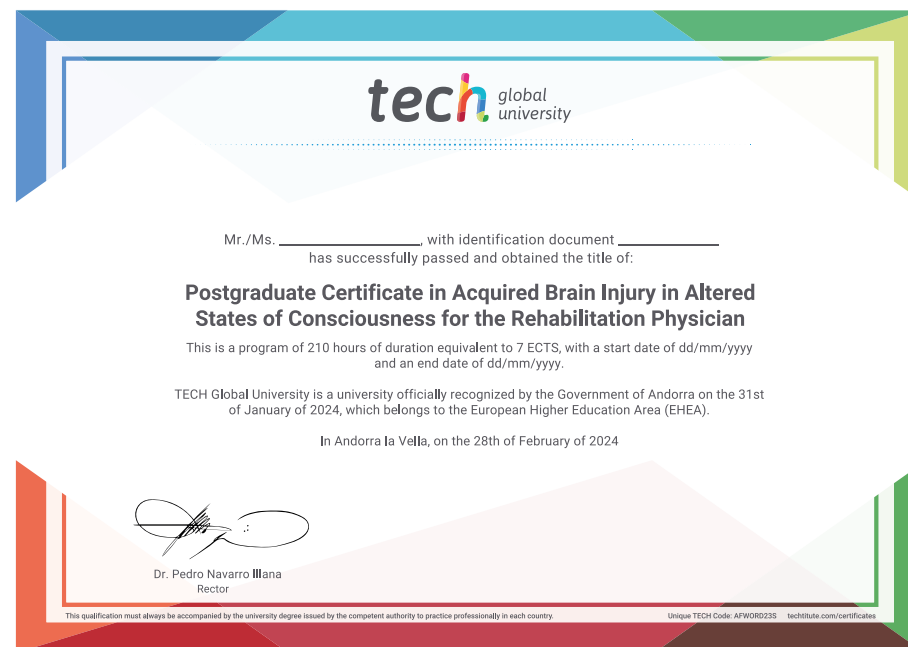 tech global university
Mr./Ms. ____________________, with identification document ______________
has successfully passed and obtained the title of:
Postgraduate Certificate in Acquired Brain Injury in Altered
States of Consciousness for the Rehabilitation Physician
This is a program of 210 hours of duration equivalent to 7 ECTS, with a start date of dd/mm/yyyy
and an end date of dd/mm/yyyy.
TECH Global University is a university officially recognized by the Government of Andorra on the 31st
of January of 2024, which belongs to the European Higher Education Area (EHEA).
In Andorra la Vella, on the 28th of February of 2024
Dr. Pedro Navarro Illana
Rector
This qualification must always be accompanied by the university degree issued by the competent authority to practice professionally in each country.
Unique TECH Code: AFWORD23S techtitute.com/certificates